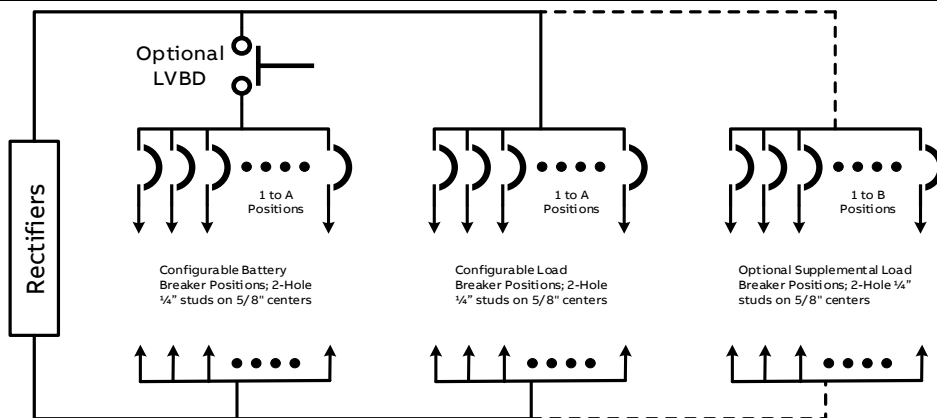 Optional
LVBD
Rectifiers
1 to A
Positions
1 to A
Positions
1 to B
Positions
Configurable Battery
Breaker Positions; 2-Hole
¼” studs on 5/8" centers
Configurable Load
Breaker Positions; 2-Hole
¼” studs on 5/8" centers
Optional Supplemental Load
Breaker Positions; 2-Hole ¼”
studs on 5/8" centers